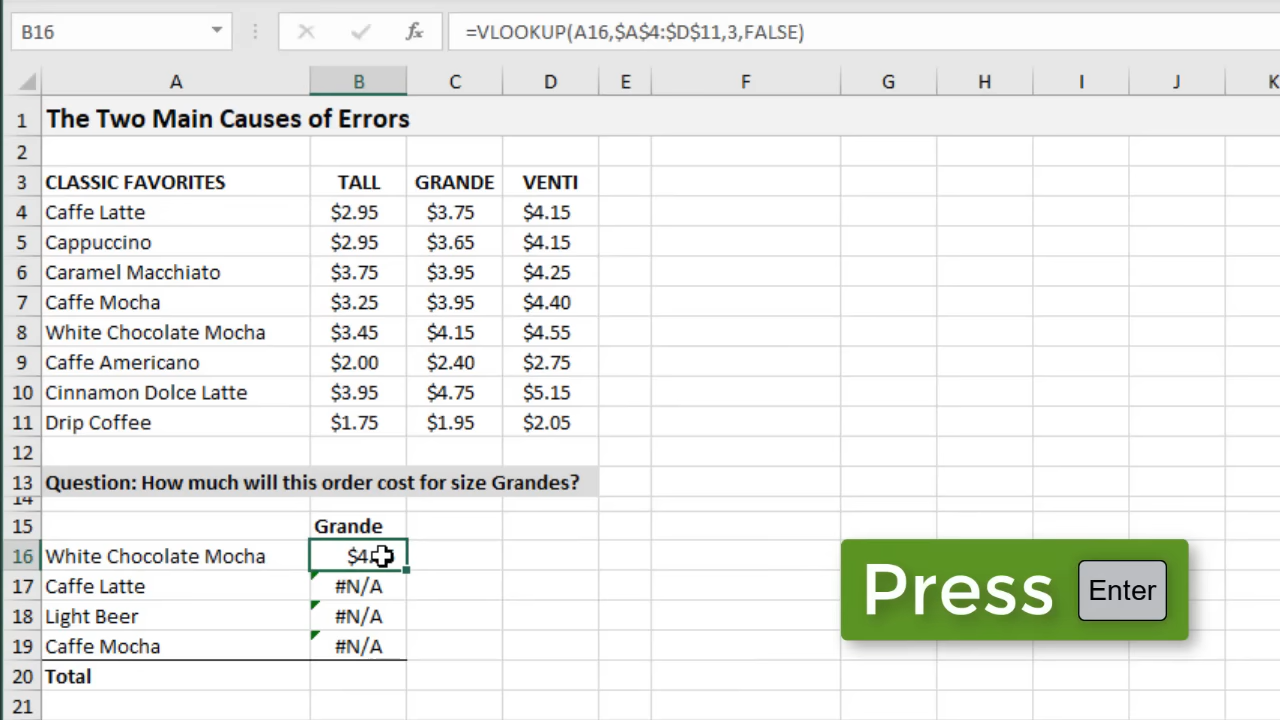 B16 fx =VLOOKUP(A16,$A$4:$D$11,3,FALSE)
A B C D E F G H I J K
1 The Two Main Causes of Errors
2
3 CLASSIC FAVORITES TALL GRANDE VENTI
4 Caffe Latte $2.95 $3.75 $4.15
5 Cappuccino $2.95 $3.65 $4.15
6 Caramel Macchiato $3.75 $3.95 $4.25
7 Caffe Mocha $3.25 $3.95 $4.40
8 White Chocolate Mocha $3.45 $4.15 $4.55
9 Caffe Americano $2.00 $2.40 $2.75
10 Cinnamon Dolce Latte $3.95 $4.75 $5.15
11 Drip Coffee $1.75 $1.95 $2.05
12
13 Question: How much will this order cost for size Grandes?
14
15 Grande
16 White Chocolate Mocha
17 Caffe Latte #N/A
18 Light Beer #N/A
19 Caffe Mocha #N/A
20 Total
21
Press Enter